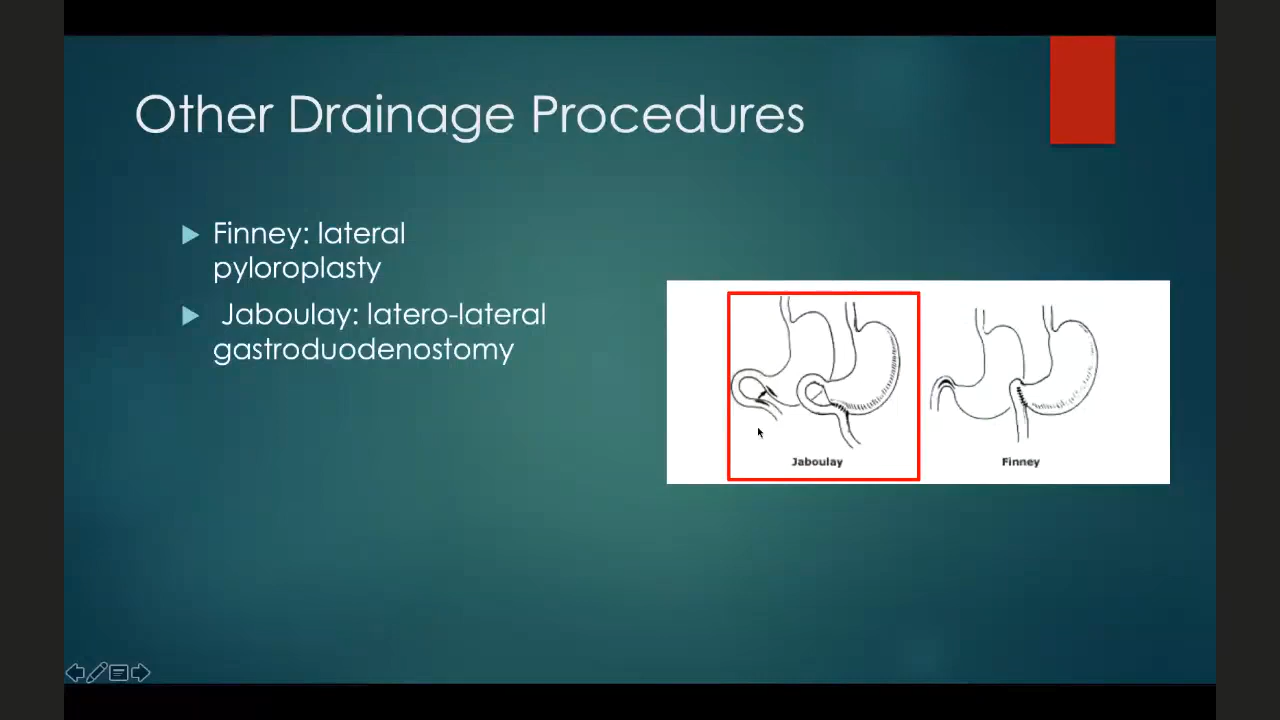 Other Drainage Procedures
Finney: lateral
pyloroplasty
Jaboulay: latero-lateral
gastroduodenostomy
Jaboulay
Finney